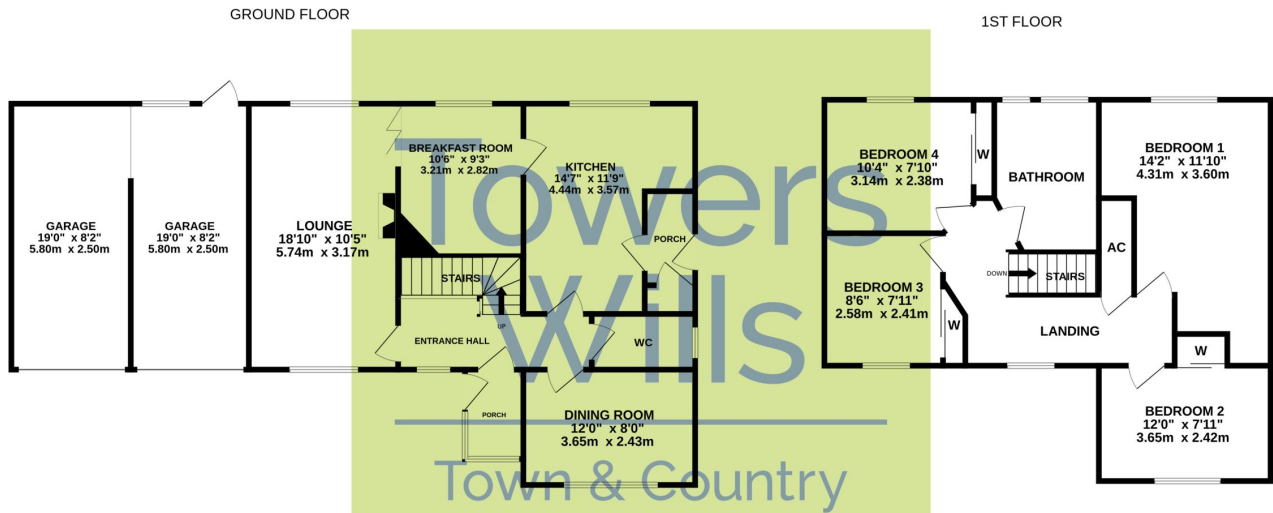 GROUND FLOOR
1ST FLOOR
GARAGE
19'0" x 8'2"
5.80m x 2.50m
GARAGE
19'0" x 8'2"
5.80m x 2.50m
LOUNGE
18'10" x 10'5"
5.74m x 3.17m
BREAKFAST ROOM
10'6" x 9'3"
3.21m x 2.82m
KITCHEN
14'7" x 11'9"
4.44m x 3.57m
PORCH
STAIRS
UP
ENTRANCE HALL
WC
PORCH
DINING ROOM
12'0" x 8'0"
3.65m x 2.43m
BEDROOM 4
10'4" x 7'10"
3.14m x 2.38m
W
BATHROOM
BEDROOM 1
14'2" x 11'10"
4.31m x 3.60m
AC
DOWN
STAIRS
BEDROOM 3
8'6" x 7'11"
2.58m x 2.41m
W
LANDING
W
BEDROOM 2
12'0" x 7'11"
3.65m x 2.42m
Towers
Wills
Town & Country